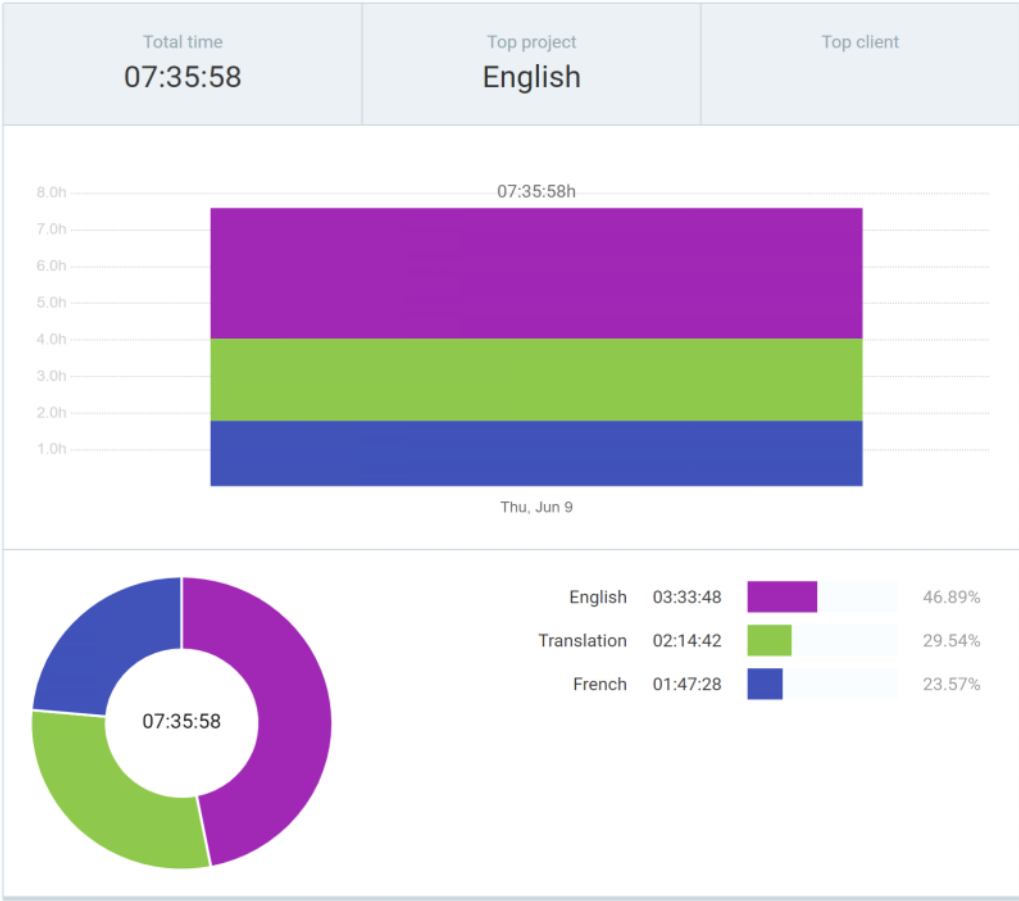 Total time
07:35:58
Top project
English
Top client
07:35:58h
8.0h
7.0h
6.0h
5.0h
4.0h
3.0h
2.0h
1.0h
Thu, Jun 9
07:35:58
English 03:33:48 46.89%
Translation 02:14:42 29.54%
French 01:47:28 23.57%